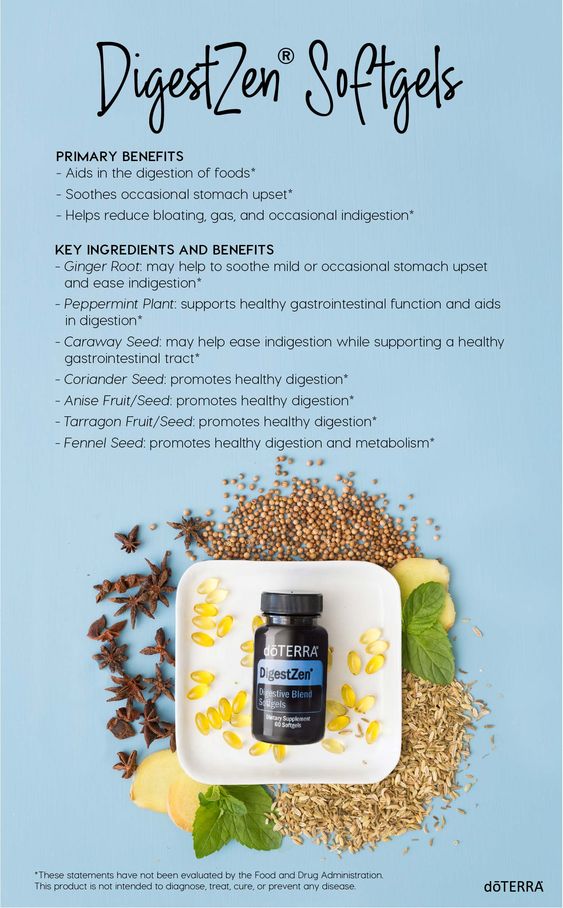 DigestZen® Softgels
PRIMARY BENEFITS
- Aids in the digestion of foods*
- Soothes occasional stomach upset*
- Helps reduce bloating, gas, and occasional indigestion*
KEY INGREDIENTS AND BENEFITS
- Ginger Root: may help to soothe mild or occasional stomach upset
and ease indigestion*
- Peppermint Plant: supports healthy gastrointestinal function and aids
in digestion*
- Caraway Seed: may help ease indigestion while supporting a healthy
gastrointestinal tract*
- Coriander Seed: promotes healthy digestion*
- Anise Fruit/Seed: promotes healthy digestion*
- Tarragon Fruit/Seed: promotes healthy digestion*
- Fennel Seed: promotes healthy digestion and metabolism*
dōTERRA®
DigestZen®
Digestive Blend
Softgels
Dietary Supplement
60 Softgels
*These statements have not been evaluated by the Food and Drug Administration.
This product is not intended to diagnose, treat, cure, or prevent any disease.
dōTERRA®